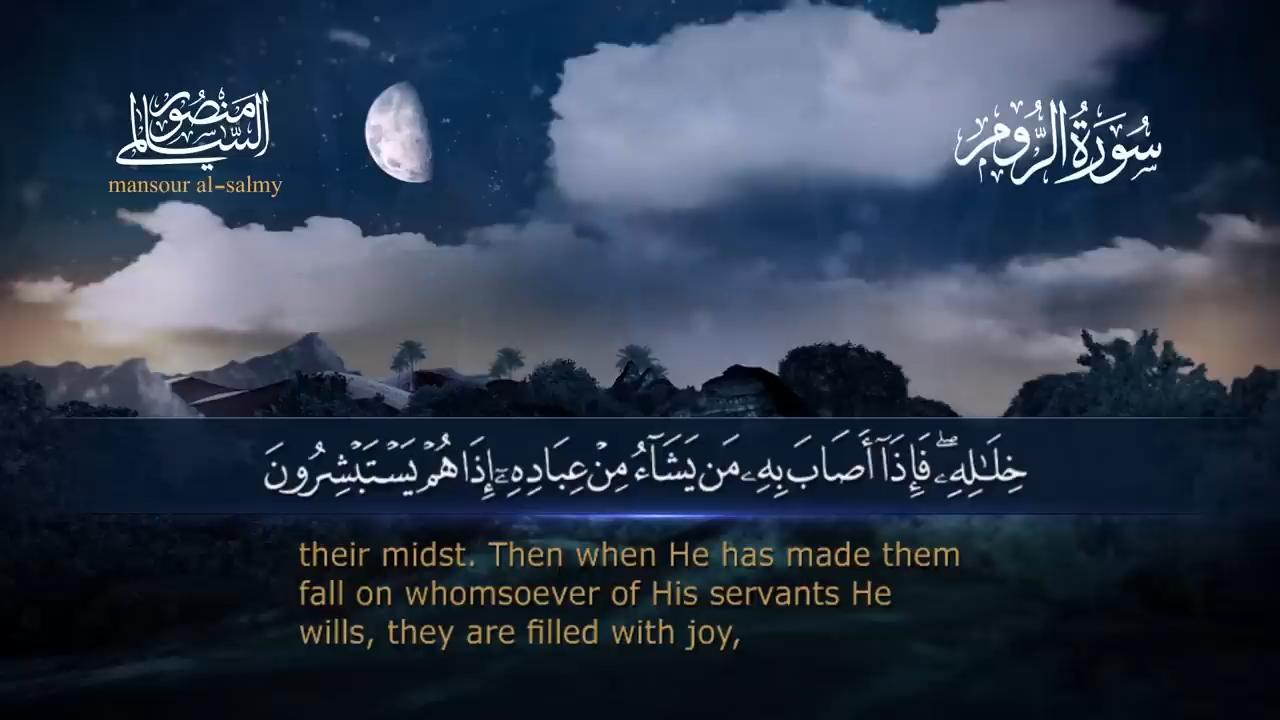 منصور السالمي
mansour al-salmy
سُورَةُ الرُّومِ
خِلَٰلِهِۦ ۖ فَإِذَآ أَصَابَ بِهِۦ مَن يَشَآءُ مِنْ عِبَادِهِۦٓ إِذَا هُمْ يَسْتَبْشِرُونَ
their midst. Then when He has made them
fall on whomsoever of His servants He
wills, they are filled with joy,